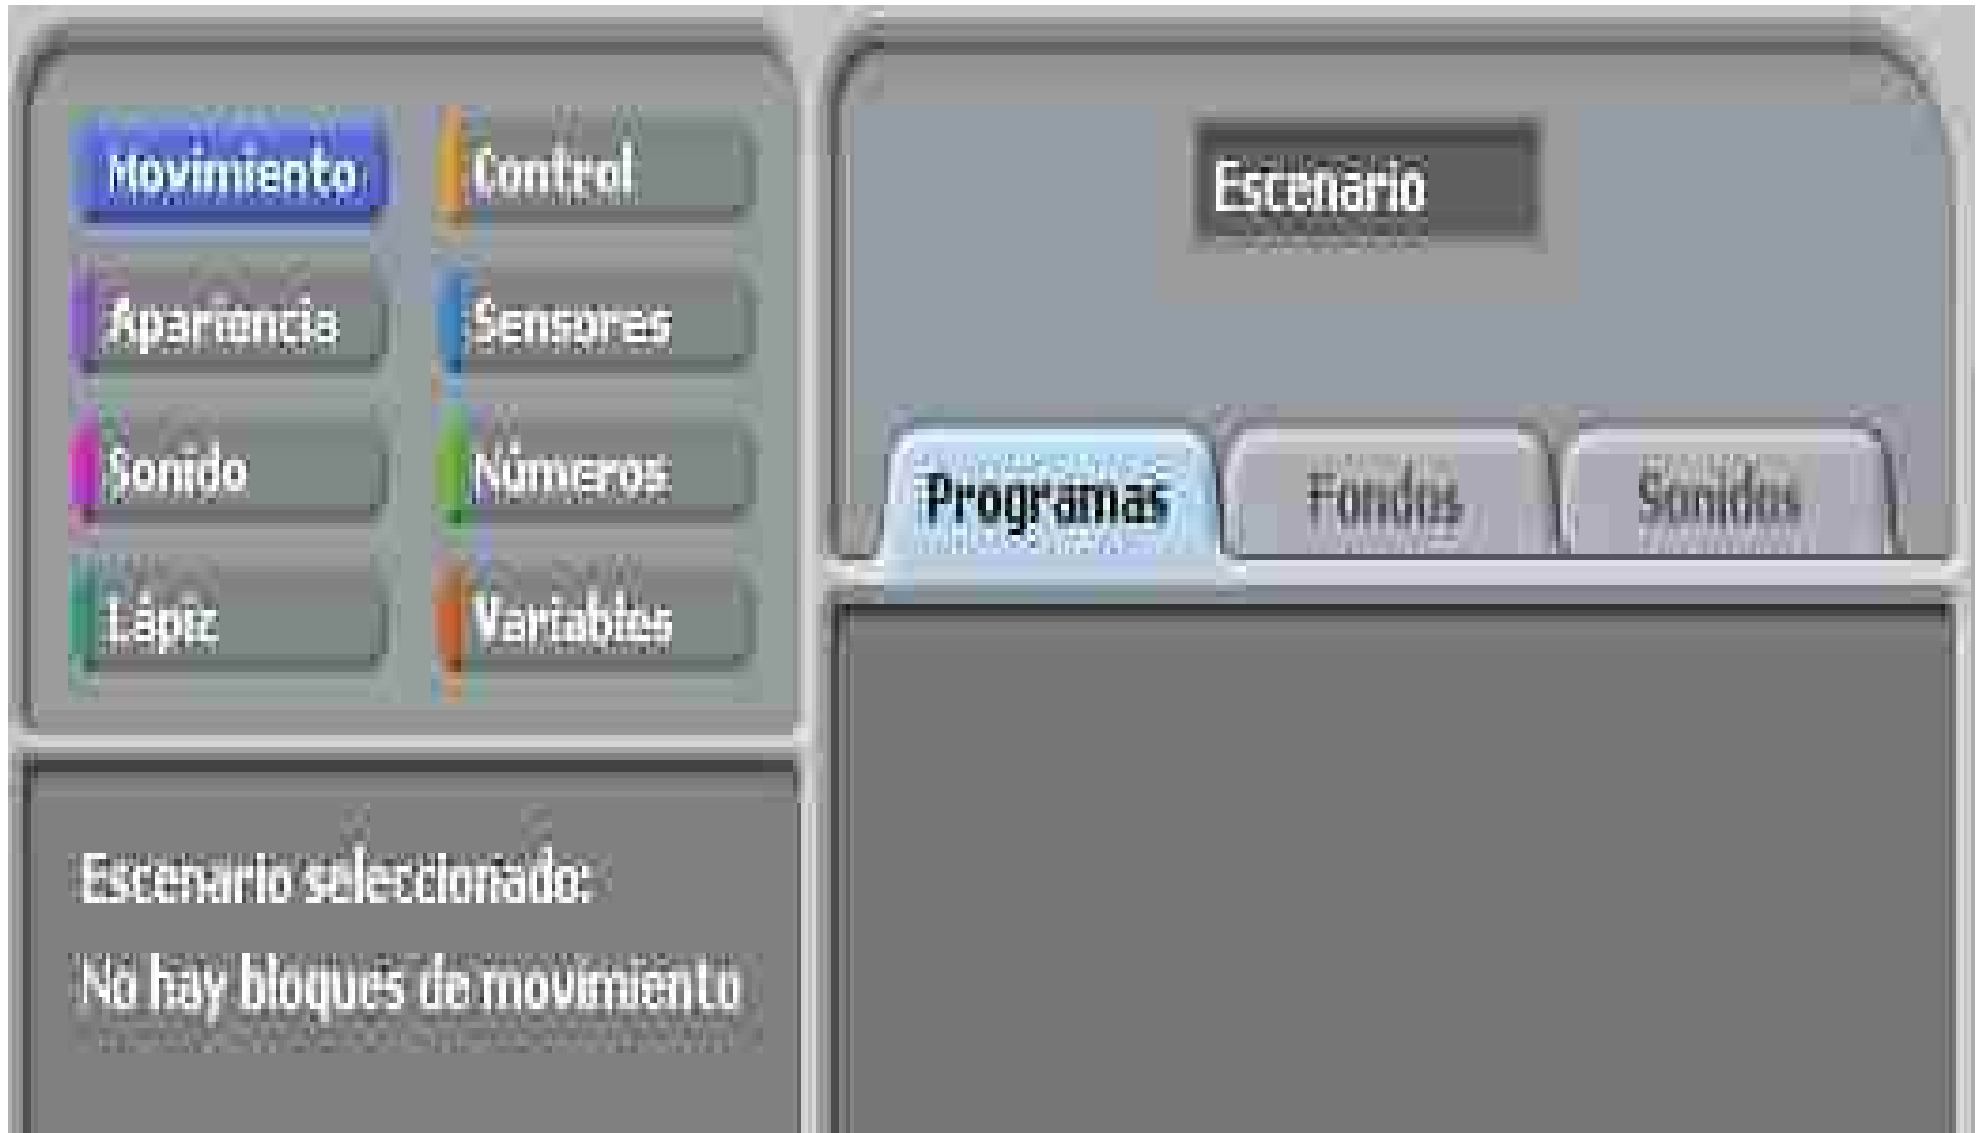 Movimiento
Control
Apariencia
Sensores
Sonido
Números
Lápiz
Variables
Escenario seleccionado:
No hay bloques de movimiento
Escenario
Programas
Fondos
Sonidos